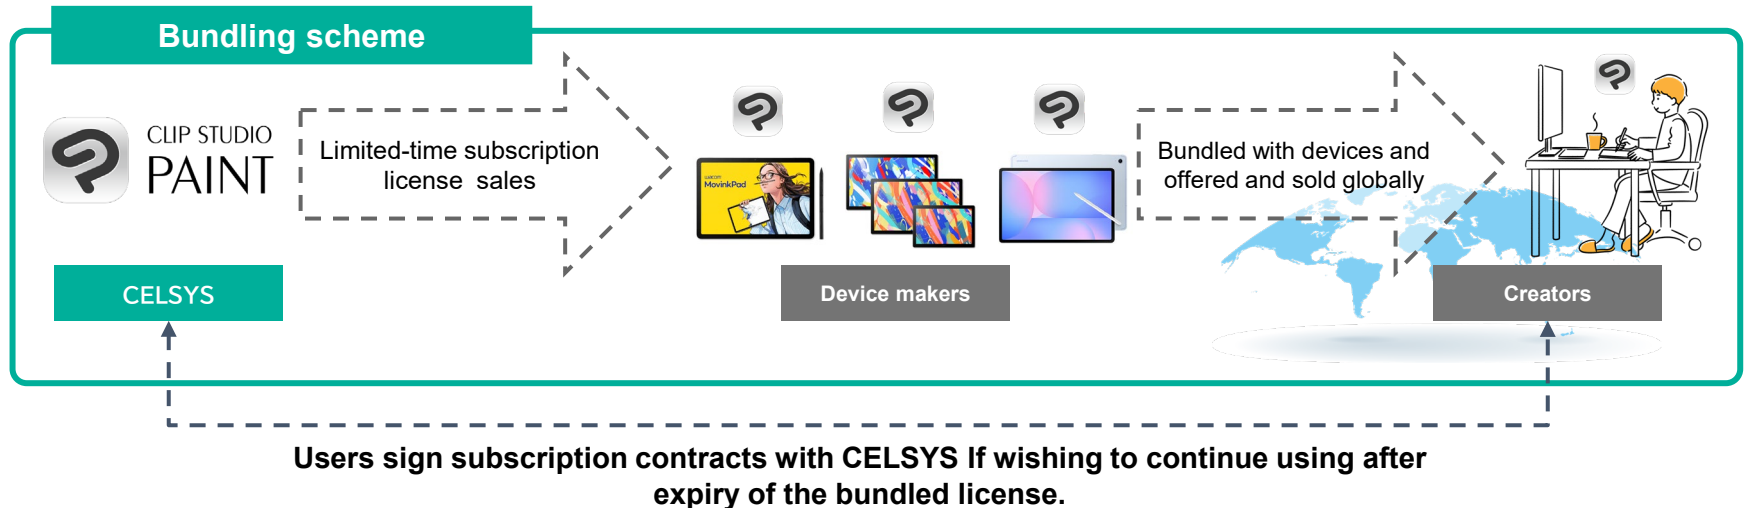 Bundling scheme
CLIP STUDIO
PAINT
Limited-time subscription
license sales
wacom
MovinkPad
Bundled with devices and
offered and sold globally
CELSYS
Device makers
Creators
Users sign subscription contracts with CELSYS If wishing to continue using after
expiry of the bundled license.